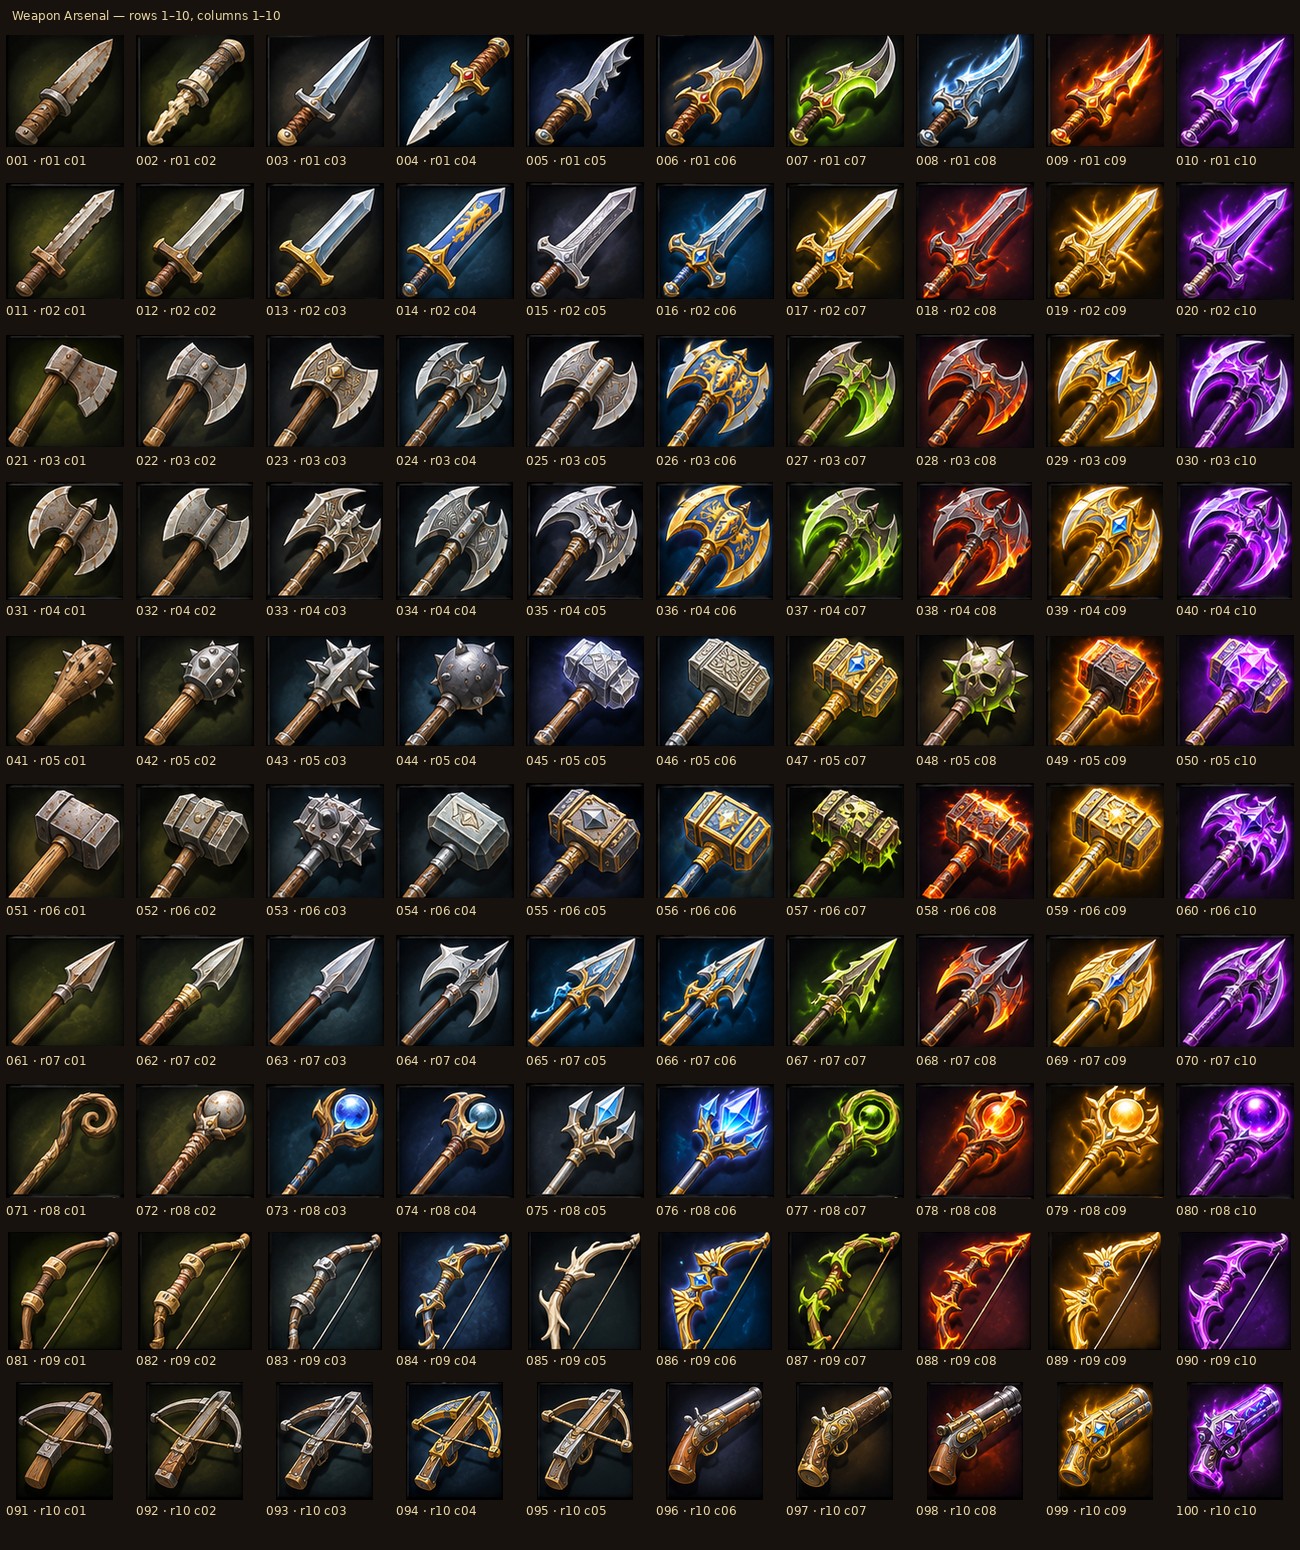 Weapon Arsenal — rows 1–10, columns 1–10
001 · r01 c01 002 · r01 c02 003 · r01 c03 004 · r01 c04 005 · r01 c05 006 · r01 c06 007 · r01 c07 008 · r01 c08 009 · r01 c09 010 · r01 c10
011 · r02 c01 012 · r02 c02 013 · r02 c03 014 · r02 c04 015 · r02 c05 016 · r02 c06 017 · r02 c07 018 · r02 c08 019 · r02 c09 020 · r02 c10
021 · r03 c01 022 · r03 c02 023 · r03 c03 024 · r03 c04 025 · r03 c05 026 · r03 c06 027 · r03 c07 028 · r03 c08 029 · r03 c09 030 · r03 c10
031 · r04 c01 032 · r04 c02 033 · r04 c03 034 · r04 c04 035 · r04 c05 036 · r04 c06 037 · r04 c07 038 · r04 c08 039 · r04 c09 040 · r04 c10
041 · r05 c01 042 · r05 c02 043 · r05 c03 044 · r05 c04 045 · r05 c05 046 · r05 c06 047 · r05 c07 048 · r05 c08 049 · r05 c09 050 · r05 c10
051 · r06 c01 052 · r06 c02 053 · r06 c03 054 · r06 c04 055 · r06 c05 056 · r06 c06 057 · r06 c07 058 · r06 c08 059 · r06 c09 060 · r06 c10
061 · r07 c01 062 · r07 c02 063 · r07 c03 064 · r07 c04 065 · r07 c05 066 · r07 c06 067 · r07 c07 068 · r07 c08 069 · r07 c09 070 · r07 c10
071 · r08 c01 072 · r08 c02 073 · r08 c03 074 · r08 c04 075 · r08 c05 076 · r08 c06 077 · r08 c07 078 · r08 c08 079 · r08 c09 080 · r08 c10
081 · r09 c01 082 · r09 c02 083 · r09 c03 084 · r09 c04 085 · r09 c05 086 · r09 c06 087 · r09 c07 088 · r09 c08 089 · r09 c09 090 · r09 c10
091 · r10 c01 092 · r10 c02 093 · r10 c03 094 · r10 c04 095 · r10 c05 096 · r10 c06 097 · r10 c07 098 · r10 c08 099 · r10 c09 100 · r10 c10